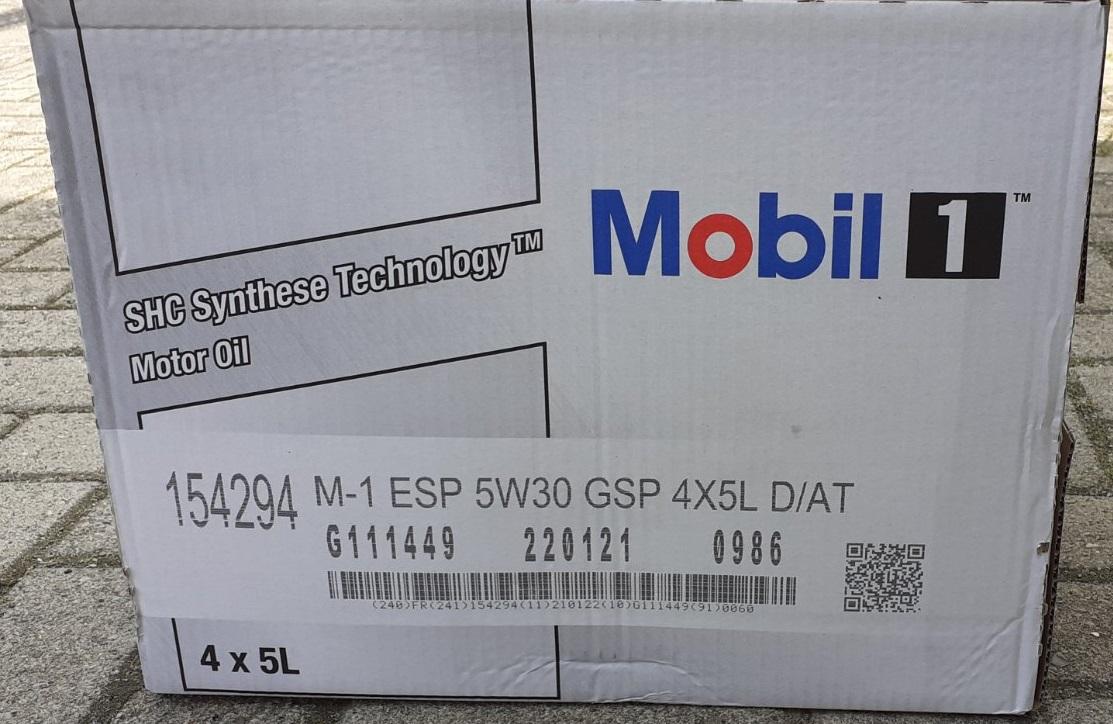 Mobil 1™
SHC Synthese Technology™
Motor Oil
154294 M-1 ESP 5W30 GSP 4X5L D/AT
G111449 220121 0986
(240)FR(241)154294(11)210122(10)G111449(91)0060
4 x 5L